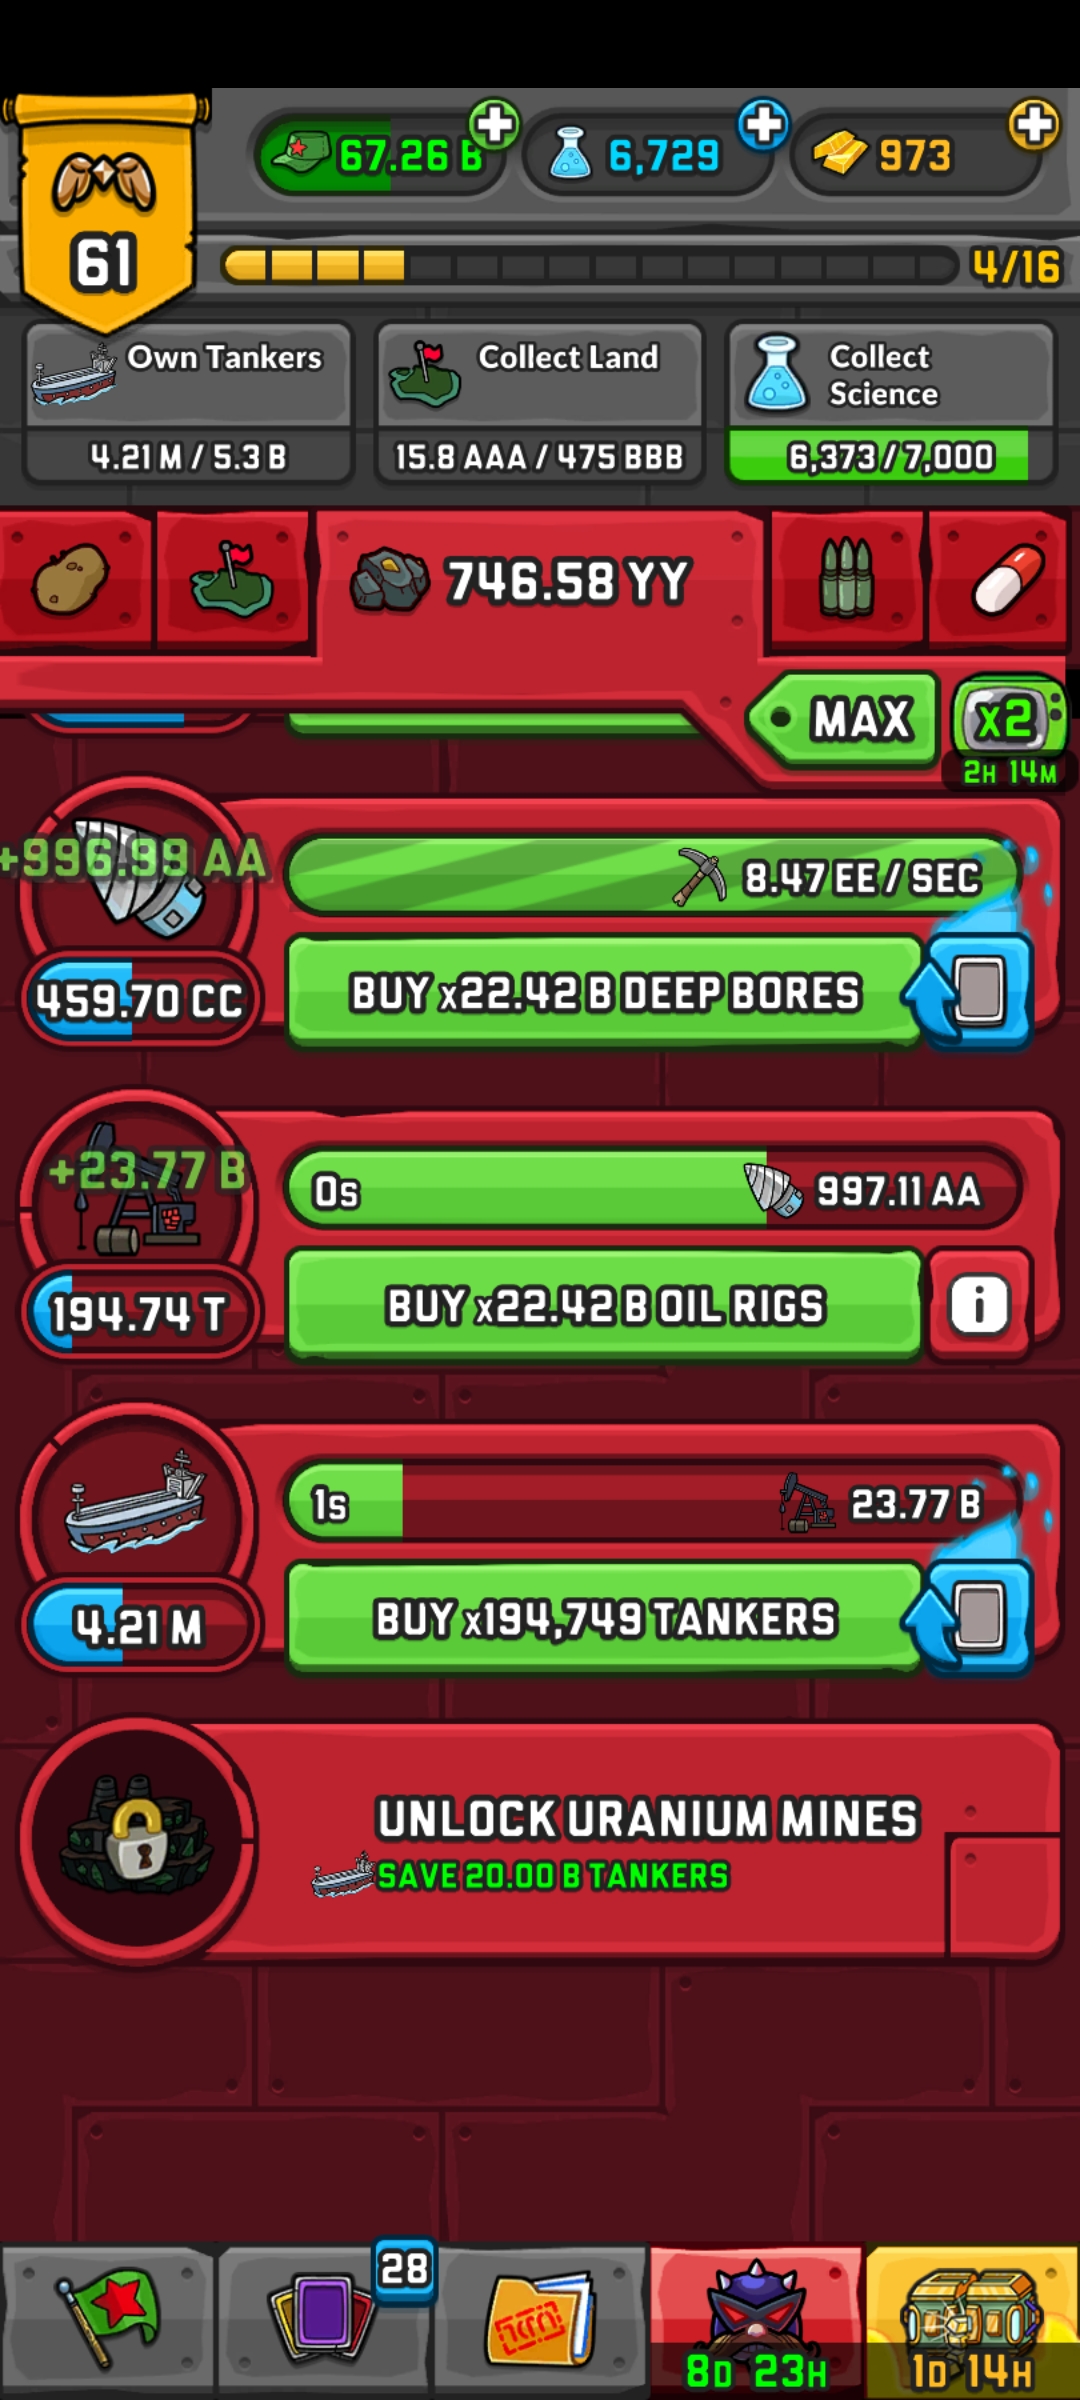 67.26 B
6,729
973
61
4/16
Own Tankers
4.21 M / 5.3 B
Collect Land
15.8 AAA / 475 BBB
Collect
Science
6,373 / 7,000
746.58 YY
MAX
x2
2H 14M
+996.99 AA
8.47 EE / SEC
459.70 CC
BUY x22.42 B DEEP BORES
+23.77 B
0s
997.11 AA
194.74 T
BUY x22.42 B OIL RIGS
i
1s
23.77 B
4.21 M
BUY x194,749 TANKERS
UNLOCK URANIUM MINES
SAVE 20.00 B TANKERS
28
8D 23H
1D 14H